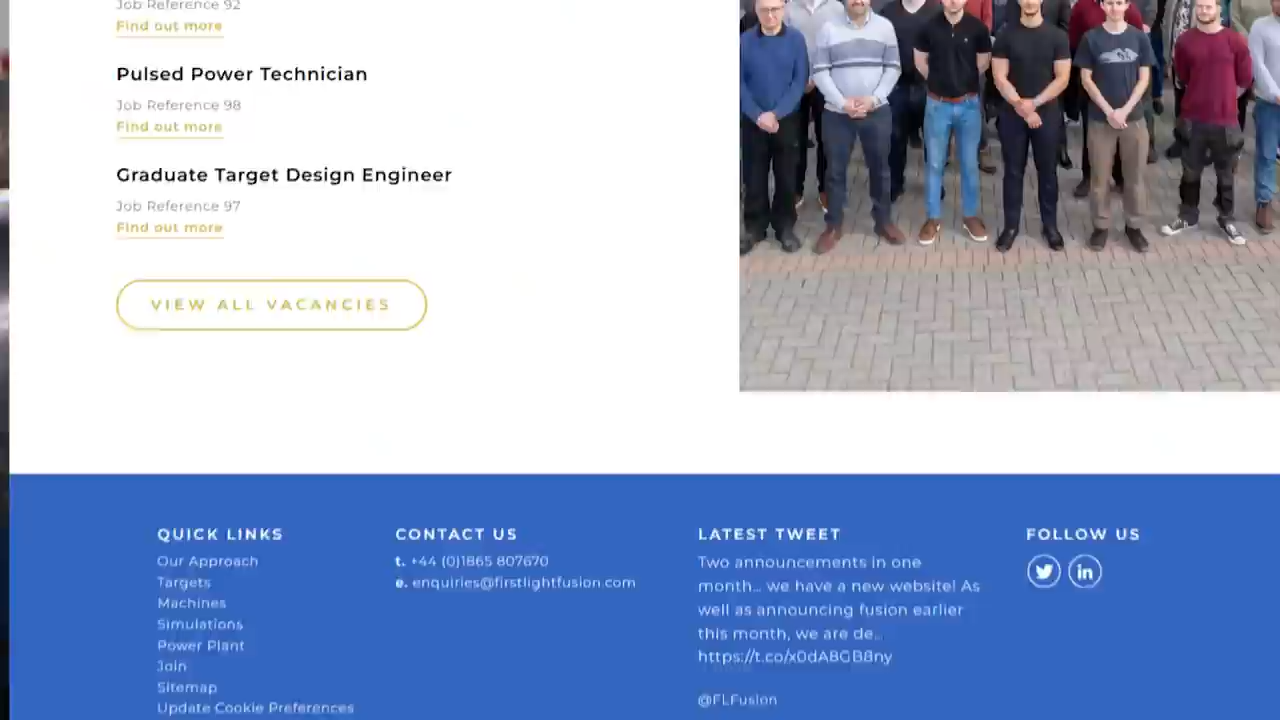 Job Reference 92
Find out more
Pulsed Power Technician
Job Reference 98
Find out more
Graduate Target Design Engineer
Job Reference 97
Find out more
VIEW ALL VACANCIES
QUICK LINKS
Our Approach
Targets
Machines
Simulations
Power Plant
Join
Sitemap
Update Cookie Preferences
CONTACT US
t. +44 (0)1865 807670
e. enquiries@firstlightfusion.com
LATEST TWEET
Two announcements in one
month... we have a new website! As
well as announcing fusion earlier
this month, we are de...
https://t.co/x0dA8GB8ny
@FLFusion
FOLLOW US
in